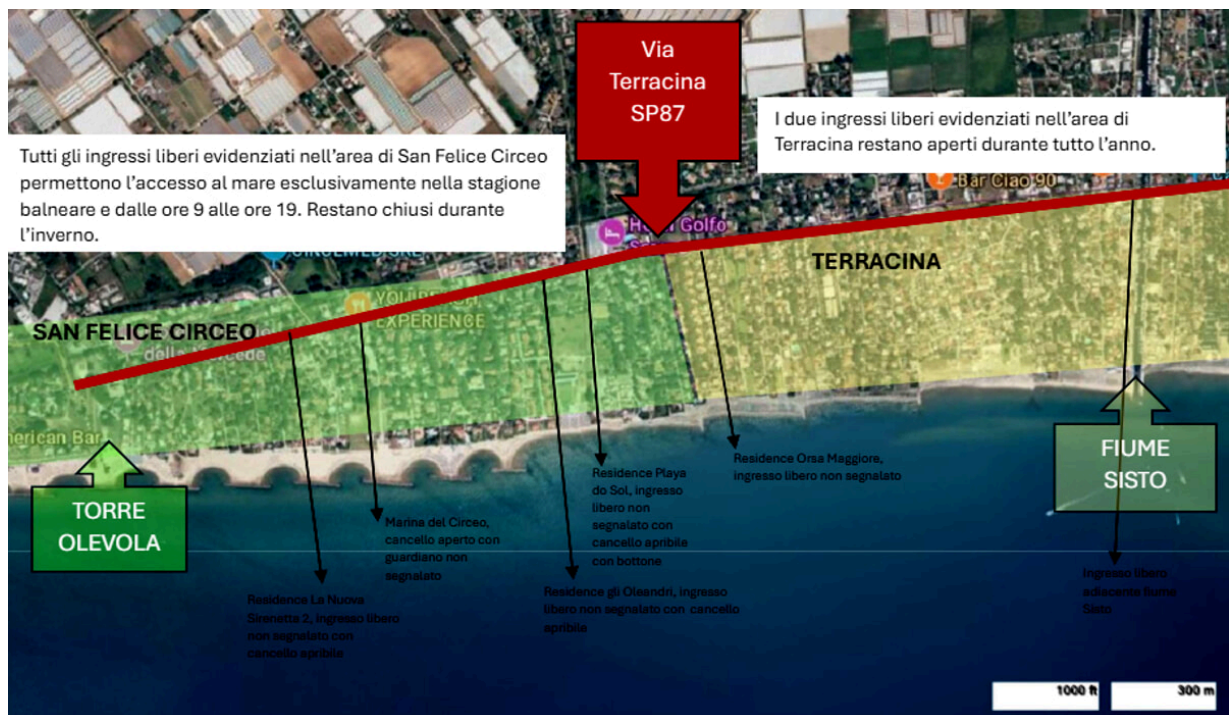 Via
Terracina
SP87
I due ingressi liberi evidenziati nell'area di
Terracina restano aperti durante tutto l'anno.
Tutti gli ingressi liberi evidenziati nell'area di San Felice Circeo
permettono l'accesso al mare esclusivamente nella stagione
balneare e dalle ore 9 alle ore 19. Restano chiusi durante
l'inverno.
Bar Ciao 90
Golfo
TERRACINA
EXPERIENCE
SAN FELICE CIRCEO
della
American Bar
TORRE
OLEVOLA
FIUME
SISTO
Residence Orsa Maggiore,
ingresso libero non segnalato
Residence Playa
do Sol, ingresso
libero non
segnalato con
cancello apribile
con bottone
Marina del Circeo,
cancello aperto con
guardiano non
segnalato
Residence gli Oleandri, ingresso
libero non segnalato con cancello
apribile
Residence La Nuova
Sirenetta 2, ingresso libero
non segnalato con
cancello apribile
Ingresso libero
adiacente fiume
Sisto
1000 ft
300 m